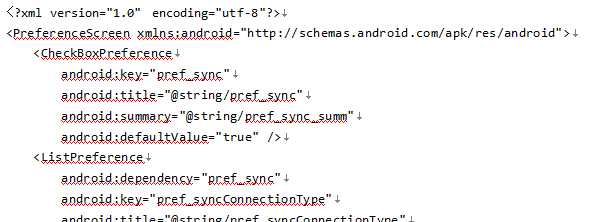 <?xml version="1.0" encoding="utf-8"?>↓
<PreferenceScreen xmlns:android="http://schemas.android.com/apk/res/android">↓
<CheckBoxPreference↓
android:key="pref_sync"↓
android:title="@string/pref_sync"↓
android:summary="@string/pref_sync_summ"↓
android:defaultValue="true" />↓
<ListPreference↓
android:dependency="pref_sync"↓
android:key="pref_syncConnectionType"↓
android:title="@string/pref_syncConnectionType"↓